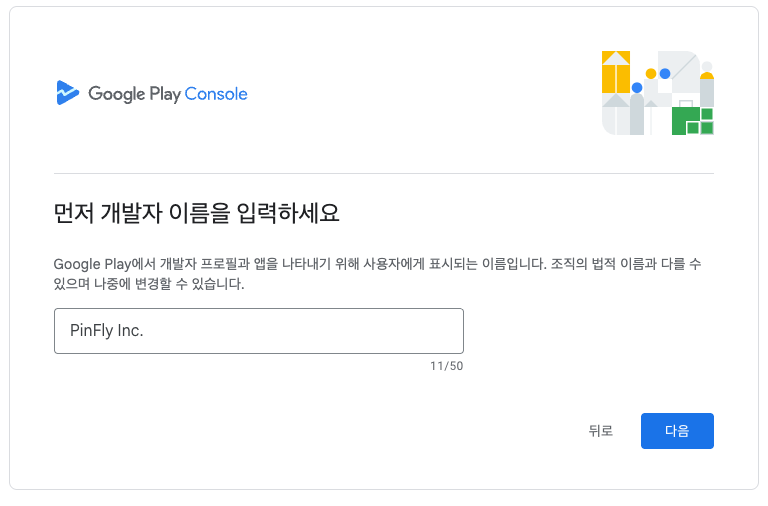 Google Play Console
먼저 개발자 이름을 입력하세요
Google Play에서 개발자 프로필과 앱을 나타내기 위해 사용자에게 표시되는 이름입니다. 조직의 법적 이름과 다를 수
있으며 나중에 변경할 수 있습니다.
PinFly Inc.
11/50
뒤로
다음